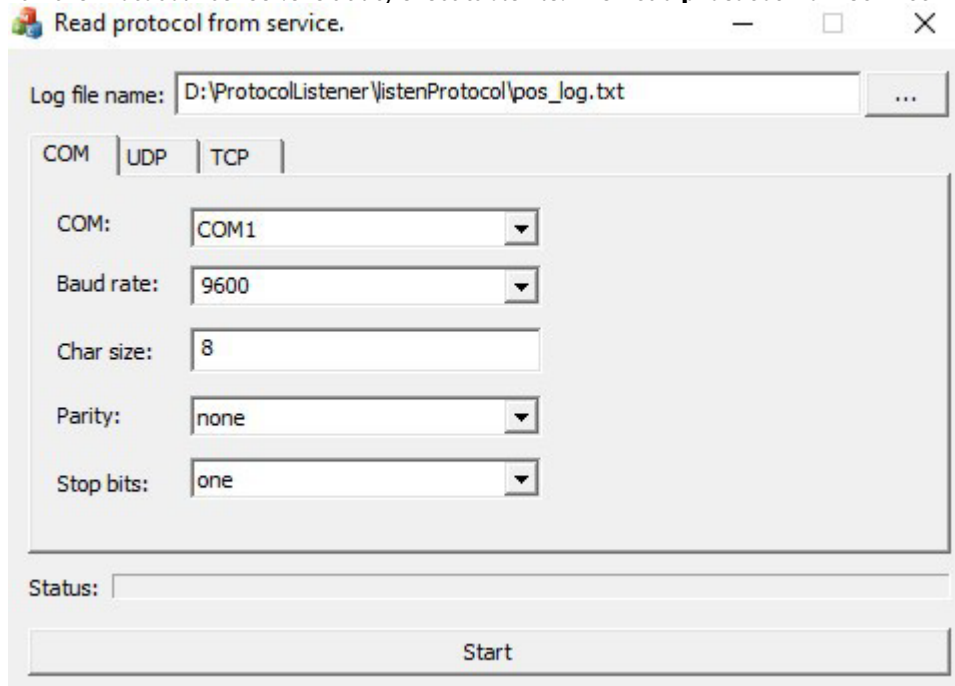 Read protocol from service.
Log file name: D:\ProtocolListener\listenProtocol\pos_log.txt ...
COM UDP TCP
COM: COM1
Baud rate: 9600
Char size: 8
Parity: none
Stop bits: one
Status:
Start